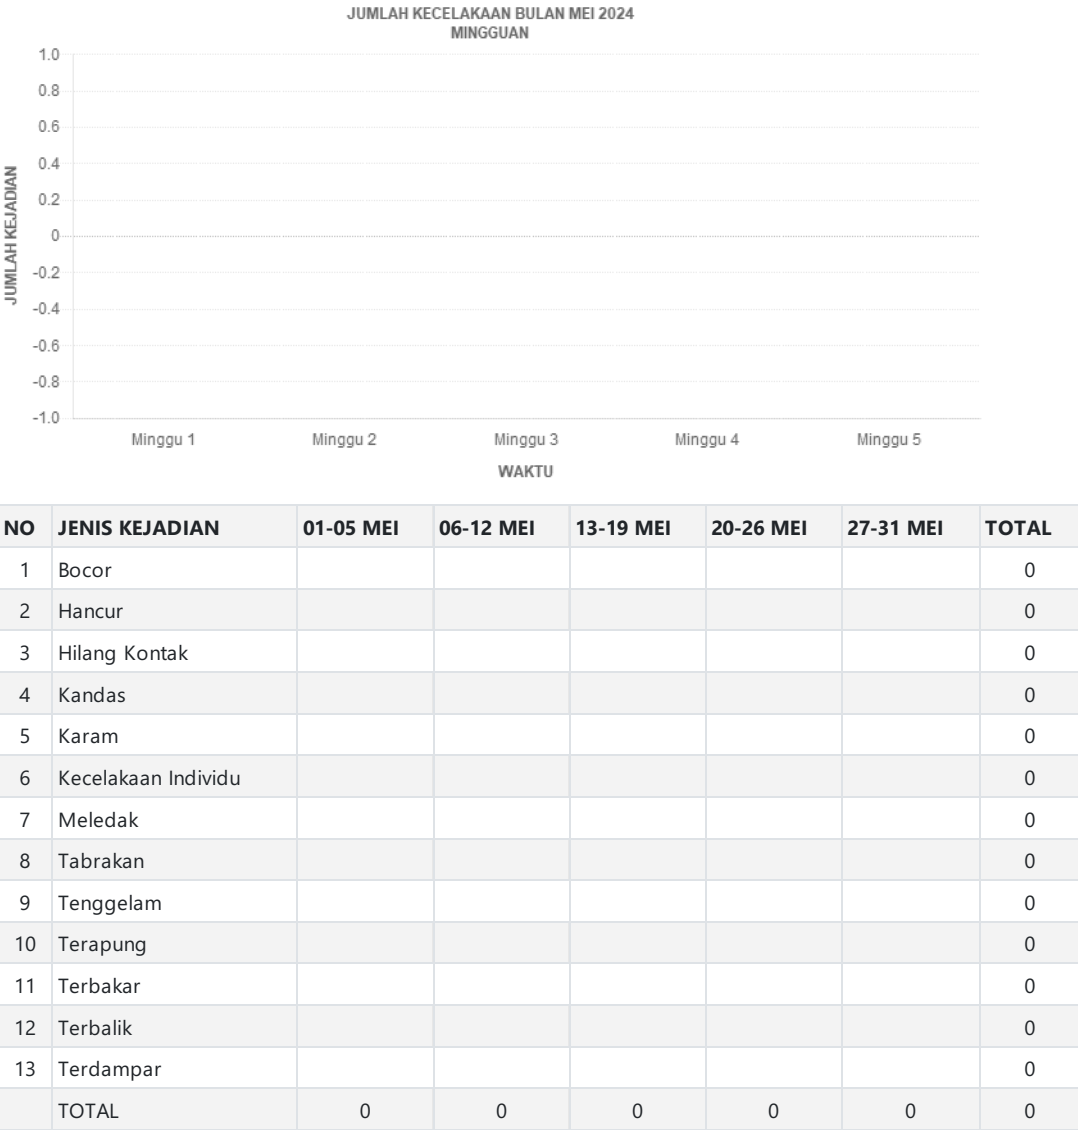 JUMLAH KECELAKAAN BULAN MEI 2024
MINGGUAN
JUMLAH KEJADIAN
1.0
0.8
0.6
0.4
0.2
0
-0.2
-0.4
-0.6
-0.8
-1.0
Minggu 1 Minggu 2 Minggu 3 Minggu 4 Minggu 5
WAKTU
NO JENIS KEJADIAN 01-05 MEI 06-12 MEI 13-19 MEI 20-26 MEI 27-31 MEI TOTAL
1 Bocor 0
2 Hancur 0
3 Hilang Kontak 0
4 Kandas 0
5 Karam 0
6 Kecelakaan Individu 0
7 Meledak 0
8 Tabrakan 0
9 Tenggelam 0
10 Terapung 0
11 Terbakar 0
12 Terbalik 0
13 Terdampar 0
TOTAL 0 0 0 0 0 0